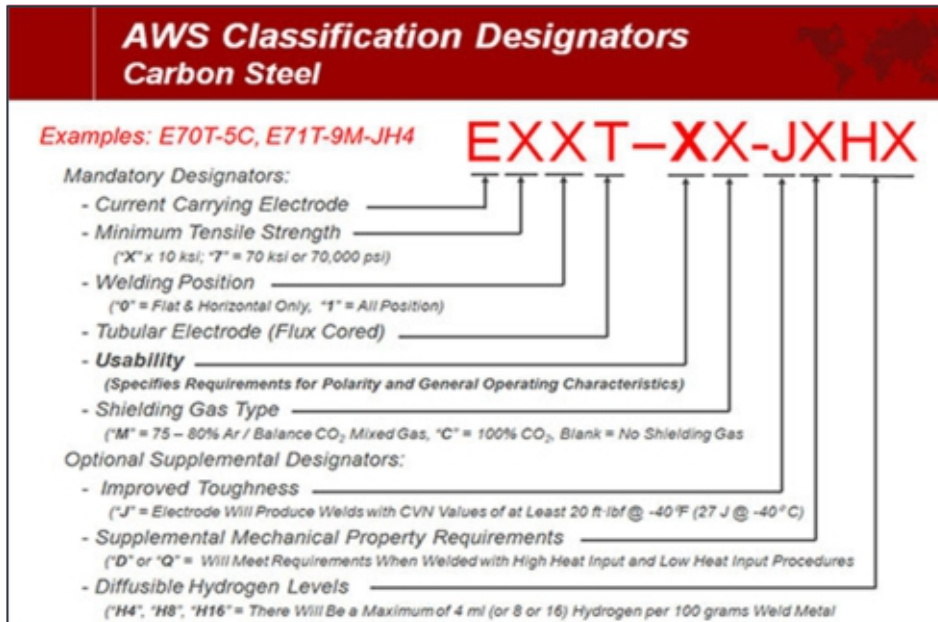 AWS Classification Designators
Carbon Steel
Examples: E70T-5C, E71T-9M-JH4
EXXT–XX-JXHX
Mandatory Designators:
- Current Carrying Electrode
- Minimum Tensile Strength
("X" x 10 ksi; "7" = 70 ksi or 70,000 psi)
- Welding Position
("0" = Flat & Horizontal Only, "1" = All Position)
- Tubular Electrode (Flux Cored)
- Usability
(Specifies Requirements for Polarity and General Operating Characteristics)
- Shielding Gas Type
("M" = 75 – 80% Ar / Balance CO₂ Mixed Gas, "C" = 100% CO₂, Blank = No Shielding Gas
Optional Supplemental Designators:
- Improved Toughness
("J" = Electrode Will Produce Welds with CVN Values of at Least 20 ft·lbf @ -40°F (27 J @ -40° C)
- Supplemental Mechanical Property Requirements
("D" or "Q" = Will Meet Requirements When Welded with High Heat Input and Low Heat Input Procedures
- Diffusible Hydrogen Levels
("H4", "H8", "H16" = There Will Be a Maximum of 4 ml (or 8 or 16) Hydrogen per 100 grams Weld Metal